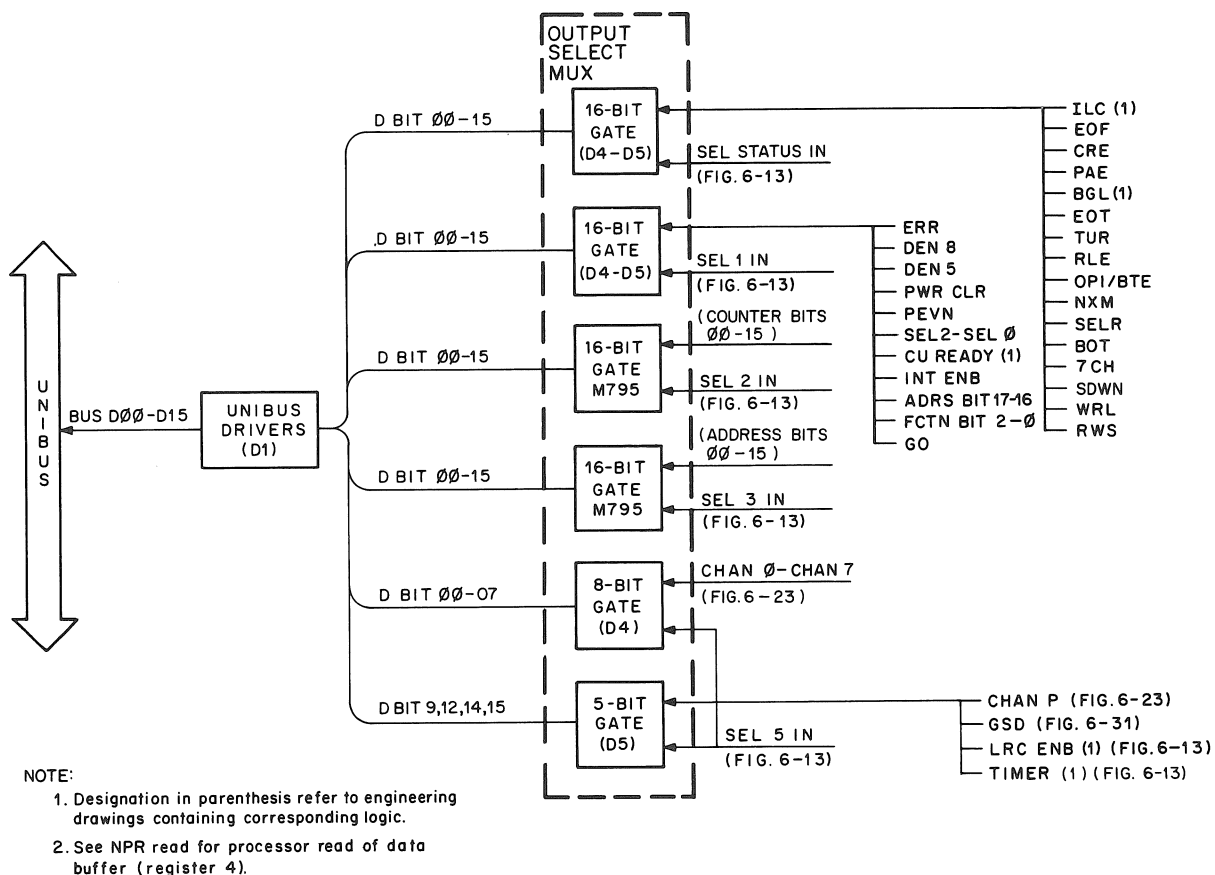 OUTPUT
SELECT
MUX
D BIT ØØ-15
16-BIT
GATE
(D4-D5)
SEL STATUS IN
(FIG. 6-13)
ILC (1)
EOF
CRE
PAE
BGL (1)
EOT
TUR
RLE
OPI/BTE
NXM
SELR
BOT
7 CH
SDWN
WRL
RWS
.D BIT ØØ-15
16-BIT
GATE
(D4-D5)
SEL 1 IN
(FIG. 6-13)
ERR
DEN 8
DEN 5
PWR CLR
PEVN
SEL2-SEL Ø
CU READY (1)
INT ENB
ADRS BIT 17-16
FCTN BIT 2-Ø
GO
D BIT ØØ-15
16-BIT
GATE
M795
(COUNTER BITS
ØØ-15 )
SEL 2 IN
(FIG. 6-13)
UNIBUS
BUS DØØ-D15
UNIBUS
DRIVERS
(D1)
D BIT ØØ-15
16-BIT
GATE
M795
(ADDRESS BITS
ØØ-15 )
SEL 3 IN
(FIG. 6-13)
D BIT ØØ-O7
8-BIT
GATE
(D4)
CHAN Ø-CHAN 7
(FIG. 6-23)
D BIT 9,12,14,15
5-BIT
GATE
(D5)
SEL 5 IN
(FIG. 6-13)
CHAN P (FIG. 6-23)
GSD (FIG. 6-31)
LRC ENB (1) (FIG. 6-13)
TIMER (1) (FIG. 6-13)
NOTE:
1. Designation in parenthesis refer to engineering
drawings containing corresponding logic.
2. See NPR read for processor read of data
buffer (register 4).